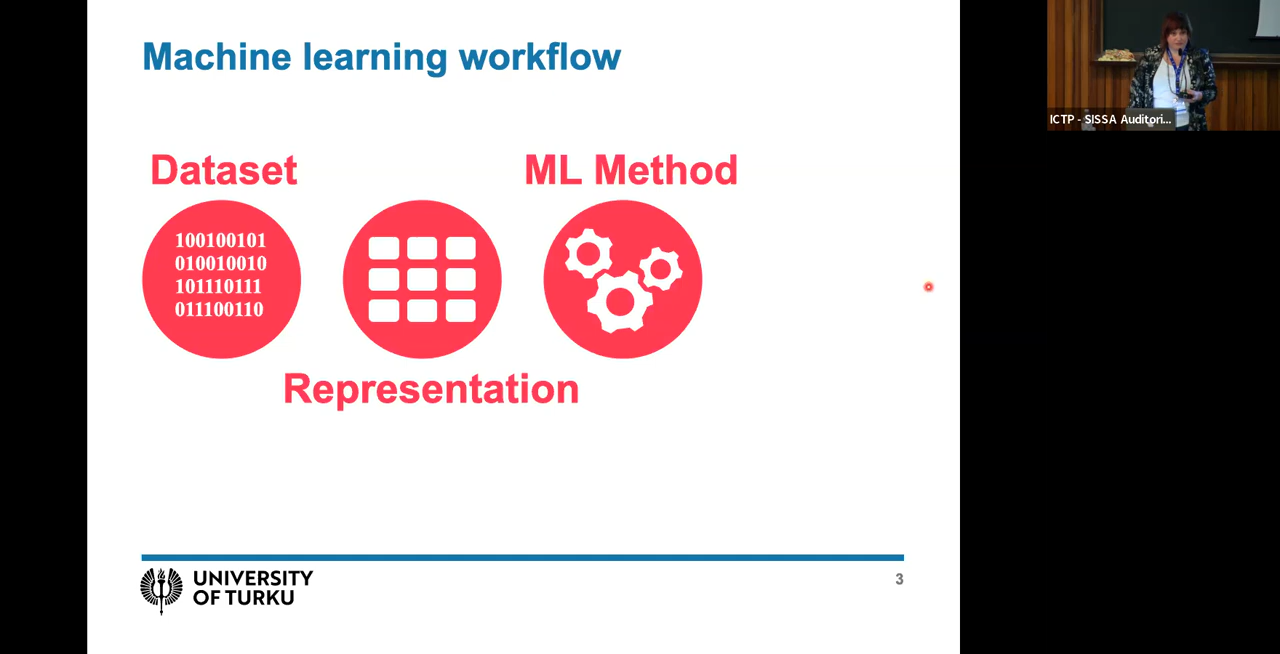 Machine learning workflow
Dataset
ML Method
100100101
010010010
101110111
011100110
Representation
UNIVERSITY
OF TURKU
3
ICTP - SISSA Auditori...